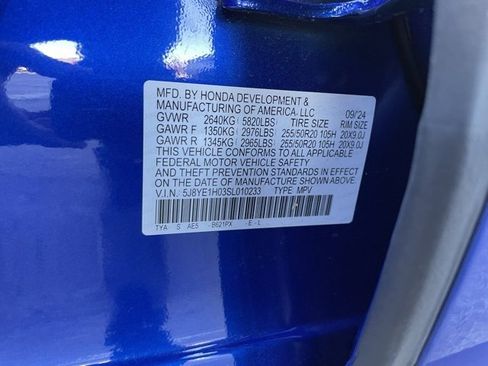 MFD. BY HONDA DEVELOPMENT &
MANUFACTURING OF AMERICA, LLC 09/24
GVWR 2640KG 5820LBS TIRE SIZE RIM SIZE
GAWR F 1350KG 2976LBS 255/50R20 105H 20X9.0J
GAWR R 1345KG 2965LBS 255/50R20 105H 20X9.0J
THIS VEHICLE CONFORMS TO ALL APPLICABLE
FEDERAL MOTOR VEHICLE SAFETY
AND THEFT PREVENTION STANDARDS IN EFFECT ON
THE DATE OF MANUFACTURE SHOWN ABOVE.
V.I.N. 5J8YE1H03SL010233 TYPE MPV
TYA S AE5 B621PX E-L